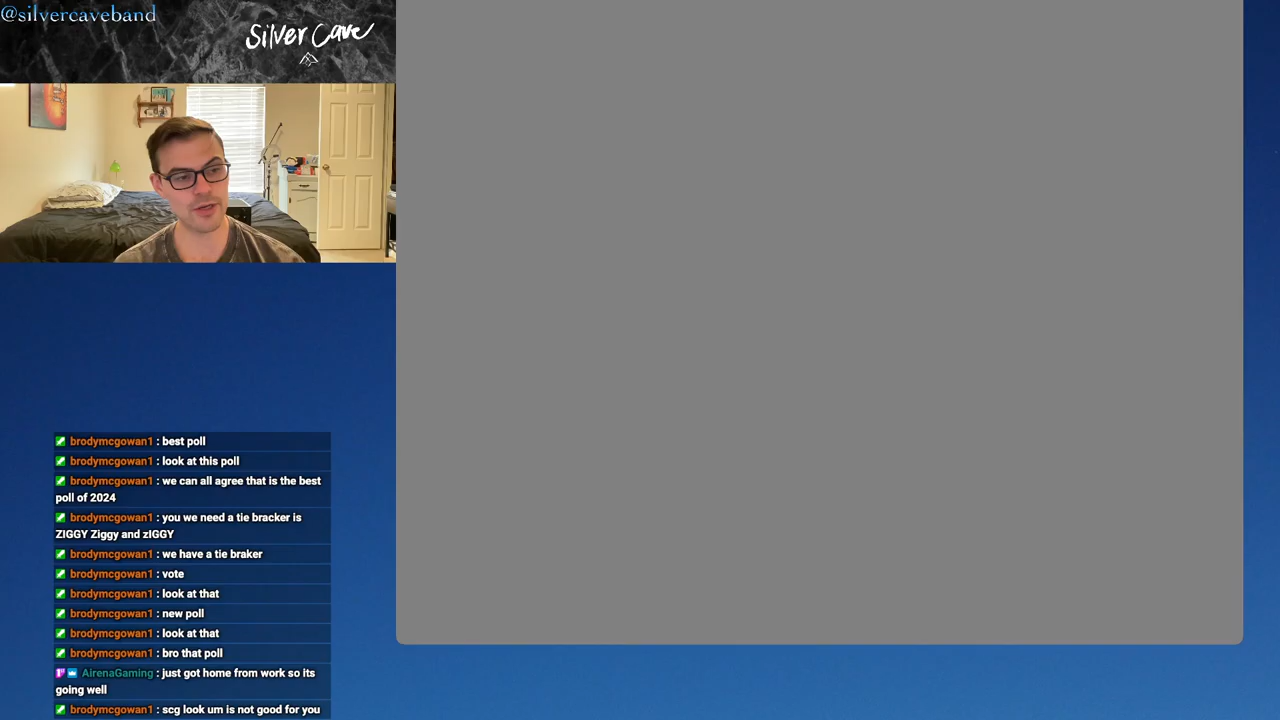 @silvercaveband
Silver Cave
brodymcgowan1 : best poll
brodymcgowan1 : look at this poll
brodymcgowan1 : we can all agree that is the best
poll of 2024
brodymcgowan1 : you we need a tie bracker is
ZIGGY Ziggy and zIGGY
brodymcgowan1 : we have a tie braker
brodymcgowan1 : vote
brodymcgowan1 : look at that
brodymcgowan1 : new poll
brodymcgowan1 : look at that
brodymcgowan1 : bro that poll
AirenaGaming : just got home from work so its
going well
brodymcgowan1 : scg look um is not good for you